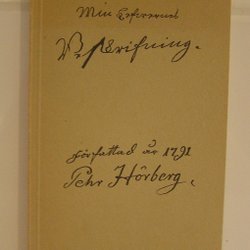 Min Lefwernes
Beskrifning.
författad år 1791
Pehr Hörberg,